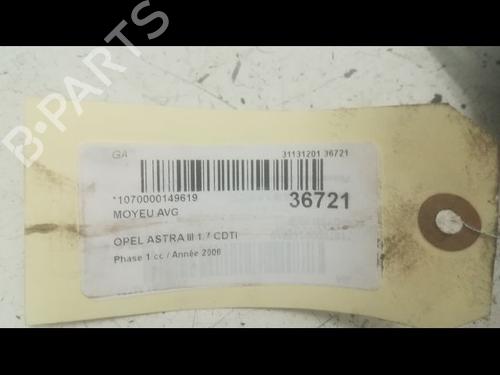 B-PARTS
GA 31131201 36721
*1070000149619 36721
MOYEU AVG
OPEL ASTRA III 1.7 CDTI
Phase 1 cc / Année 2006